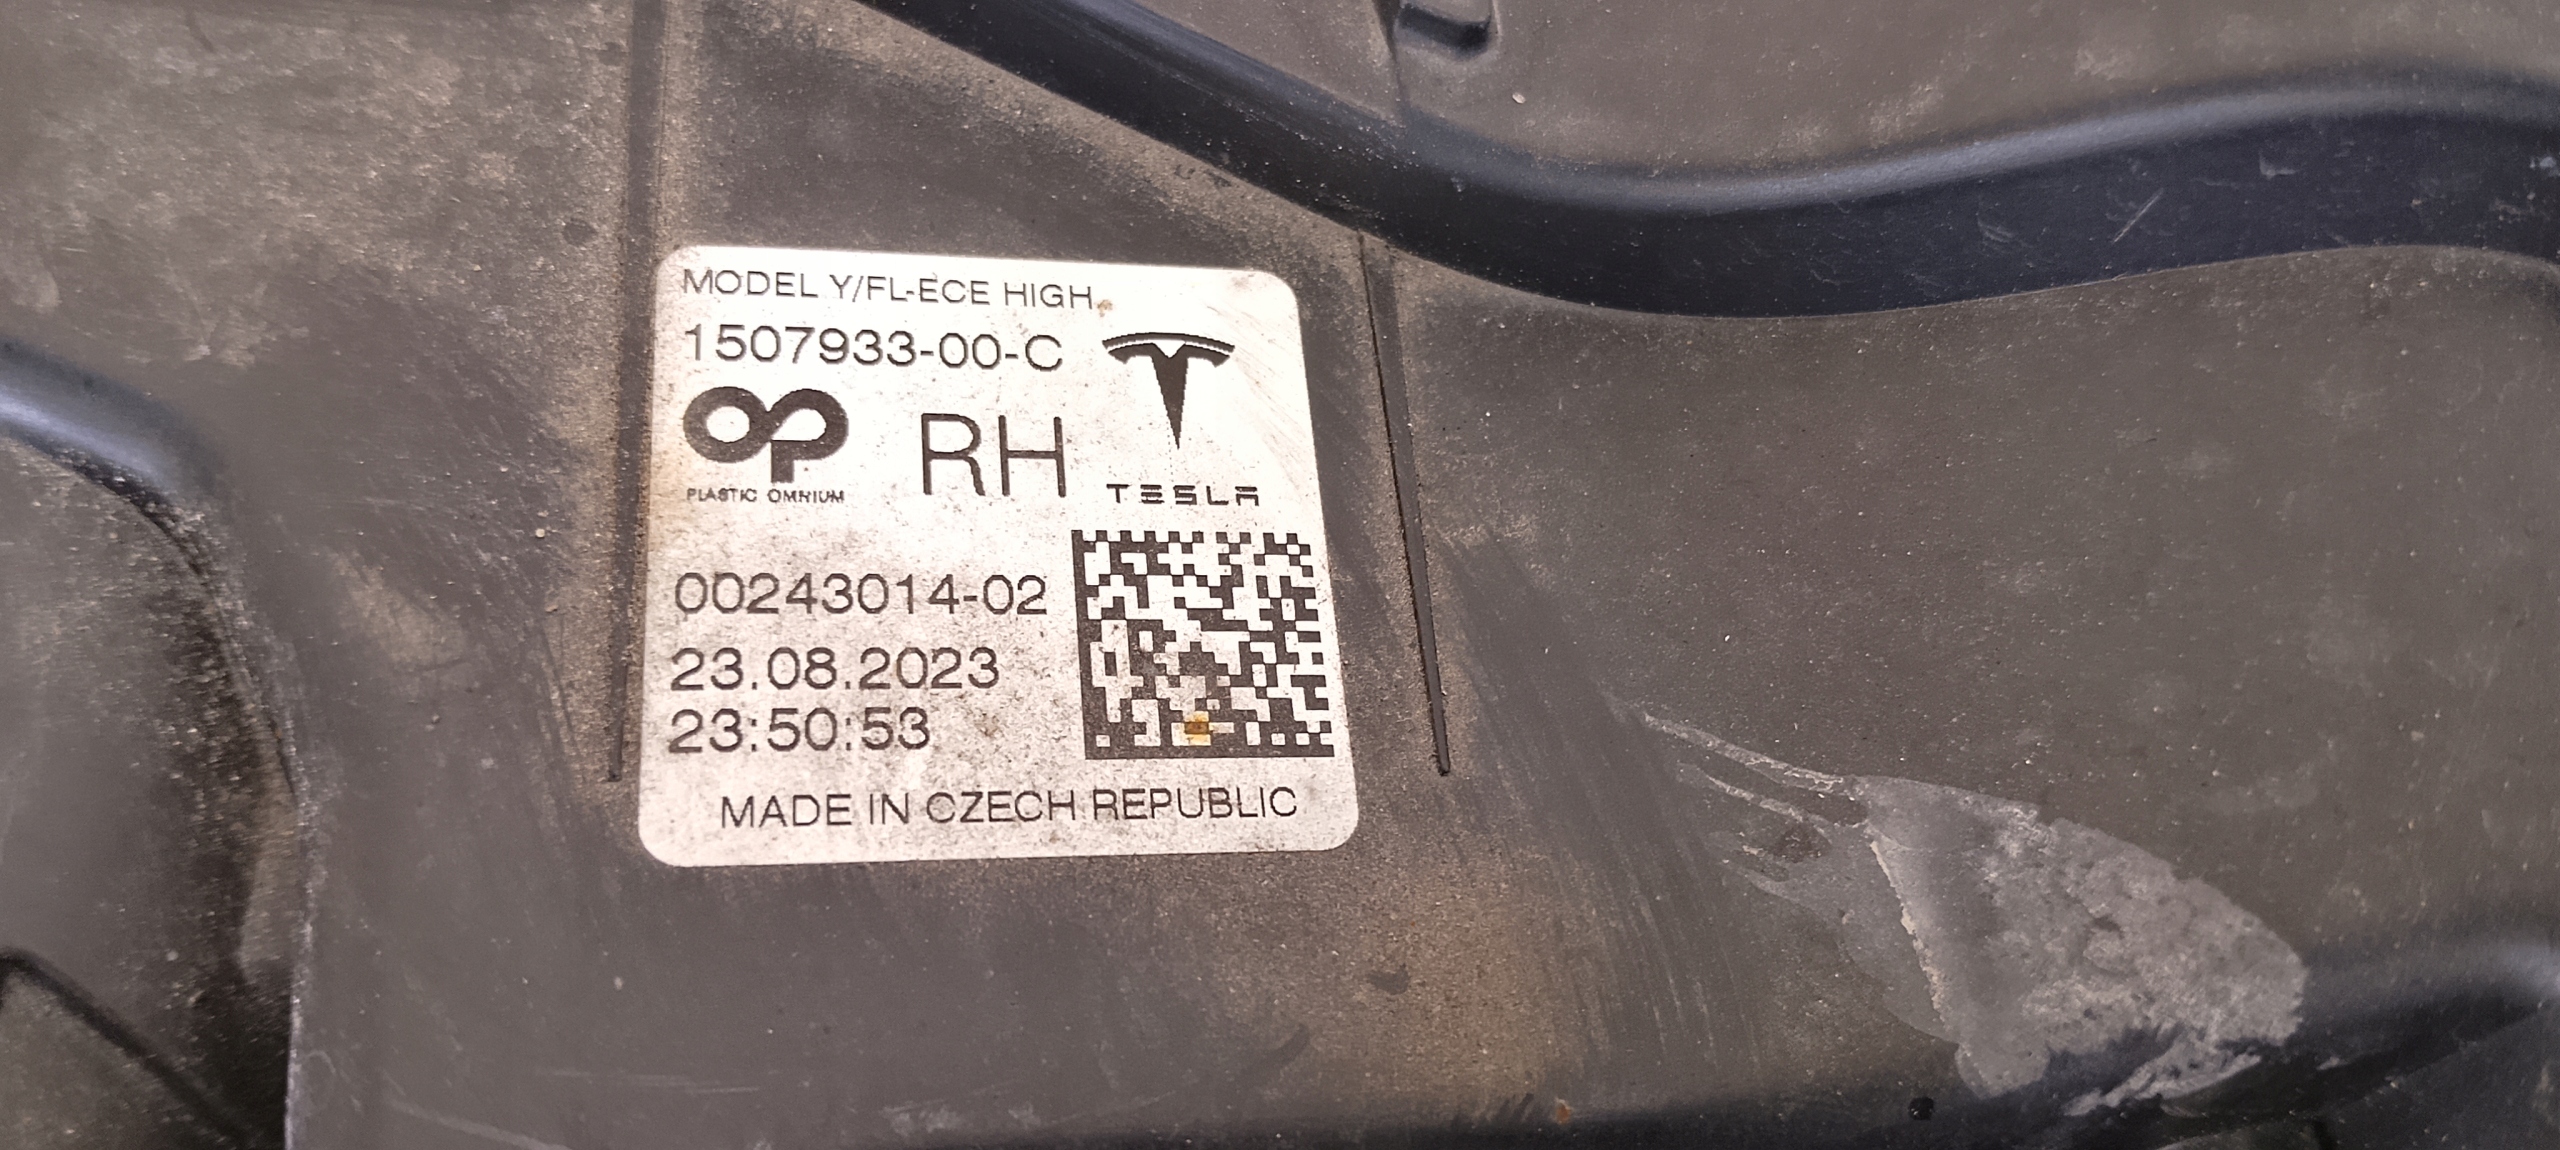 MODEL Y/FL-ECE HIGH
1507933-00-C
OP
PLASTIC OMNIUM
RH
TESLA
00243014-02
23.08.2023
23:50:53
MADE IN CZECH REPUBLIC